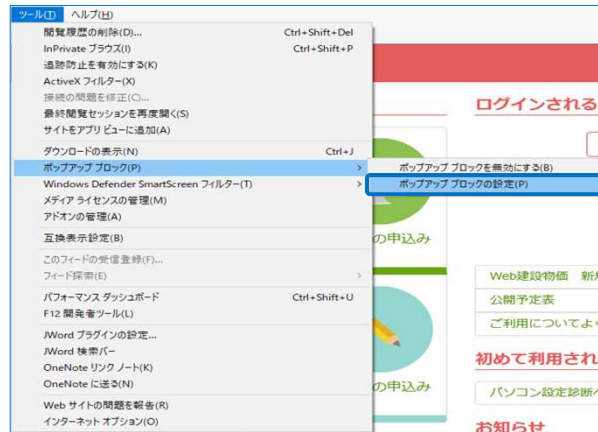 ツール(T) ヘルプ(H)
閲覧履歴の削除(D)... Ctrl+Shift+Del
InPrivate ブラウズ(I) Ctrl+Shift+P
追跡防止を有効にする(K)
ActiveX フィルター(X)
接続の問題を修正(C)...
最終閲覧セッションを再度開く(S)
サイトをアプリ ビューに追加(A)
ダウンロードの表示(N) Ctrl+J
ポップアップ ブロック(P) >
Windows Defender SmartScreen フィルター(T) >
メディア ライセンスの管理(M)
アドオンの管理(A)
互換表示設定(B)
このフィードの受信登録(F)...
フィード探索(E) >
パフォーマンス ダッシュボード Ctrl+Shift+U
F12 開発者ツール(L)
JWord プラグインの設定...
JWord 検索バー
OneNote リンク ノート(K)
OneNote に送る(N)
Web サイトの問題を報告(R)
インターネット オプション(O)
ポップアップ ブロックを無効にする(B)
ポップアップ ブロックの設定(P)
ログインされる
の申込み
Web建設物価 新
公開予定表
ご利用についてよ
初めて利用され
の申込み
パソコン設定診断
お知らせ